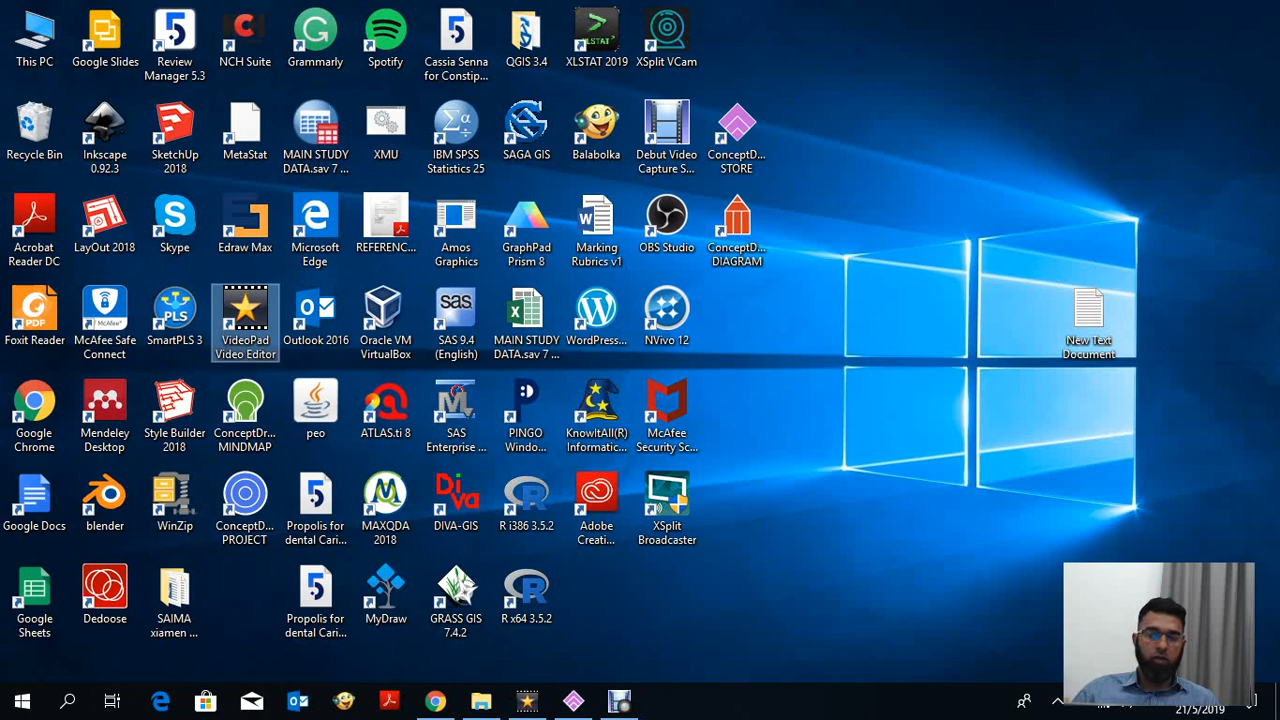 This PC
Google Slides
Review
Manager 5.3
NCH Suite
Grammarly
Spotify
Cassia Senna
for Constip...
QGIS 3.4
XLSTAT 2019
XSplit VCam
Recycle Bin
Inkscape
0.92.3
SketchUp
2018
MetaStat
MAIN STUDY
DATA.sav 7 ...
XMU
IBM SPSS
Statistics 25
SAGA GIS
Balabolka
Debut Video
Capture S...
ConceptD...
STORE
Acrobat
Reader DC
LayOut 2018
Skype
Edraw Max
Microsoft
Edge
REFERENC...
Amos
Graphics
GraphPad
Prism 8
Marking
Rubrics v1
OBS Studio
ConceptD...
DIAGRAM
Foxit Reader
McAfee Safe
Connect
SmartPLS 3
VideoPad
Video Editor
Outlook 2016
Oracle VM
VirtualBox
SAS 9.4
(English)
MAIN STUDY
DATA.sav 7 ...
WordPress...
NVivo 12
New Text
Document
Google
Chrome
Mendeley
Desktop
Style Builder
2018
ConceptD...
MINDMAP
peo
ATLAS.ti 8
SAS
Enterprise ...
PINGO
Windo...
KnowItAll(R)
Informatic...
McAfee
Security Sc...
Google Docs
blender
WinZip
ConceptD...
PROJECT
Propolis for
dental Cari...
MAXQDA
2018
DIVA-GIS
R i386 3.5.2
Adobe
Creati...
XSplit
Broadcaster
Google
Sheets
Dedoose
SAIMA
xiamen ...
Propolis for
dental Cari...
MyDraw
GRASS GIS
7.4.2
R x64 3.5.2
21/5/2019